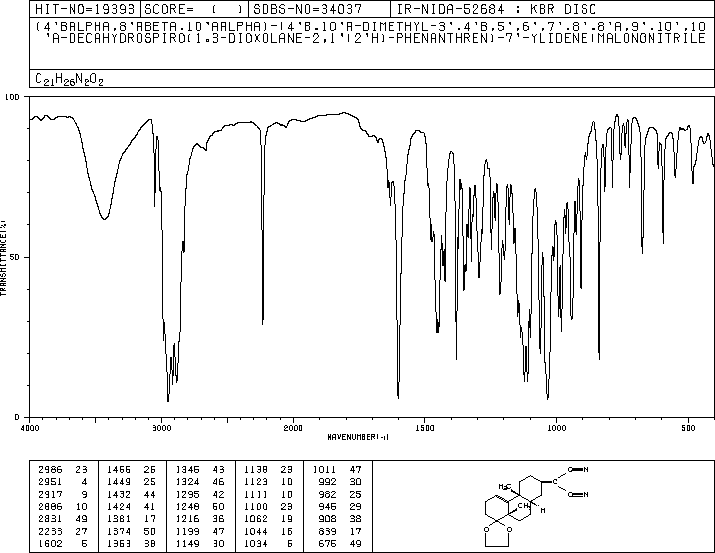 HIT-NO=19393 SCORE= ( ) SDBS-NO=34037 IR-NIDA-52684 : KBR DISC
(4'BALPHA,8'ABETA,10'AALPHA)-(4'B,10'A-DIMETHYL-3',4'B,5',6',7',8',8'A,9',10',10
'A-DECAHYDROSPIRO(1,3-DIOXOLANE-2,1'(2'H)-PHENANTHREN)-7'-YLIDENE)MALONONITRILE
C21H26N2O2
100
50
0
TRANSMITTANCE(%)
4000 3000 2000 1500 1000 500
WAVENUMBER(-1)
2986 23 1466 26 1346 43 1138 23 1011 47
2951 4 1449 25 1324 46 1123 10 992 30
2917 9 1432 44 1295 42 1111 10 982 25
2886 10 1424 41 1248 50 1100 23 945 29
2831 49 1381 17 1216 36 1062 19 908 38
2233 27 1374 50 1199 47 1044 16 839 17
1602 5 1363 38 1149 30 1034 5 675 49
H3C
CH3
H
C
C≡N
C≡N
O O